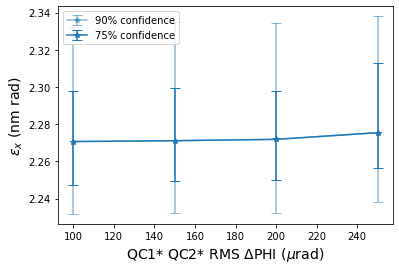 2.34
2.32
2.30
2.28
2.26
2.24
εx (nm rad)
90% confidence
75% confidence
100 120 140 160 180 200 220 240
QC1* QC2* RMS ΔPHI (μrad)